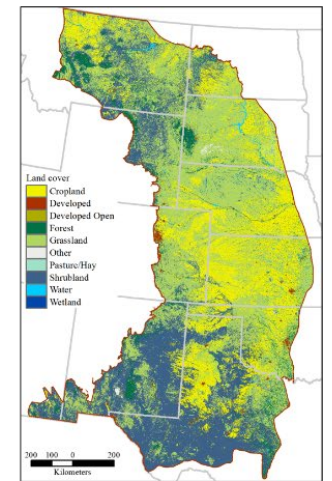 Land cover
Cropland
Developed
Developed Open
Forest
Grassland
Other
Pasture/Hay
Shrubland
Water
Wetland
200 100 0 200
Kilometers